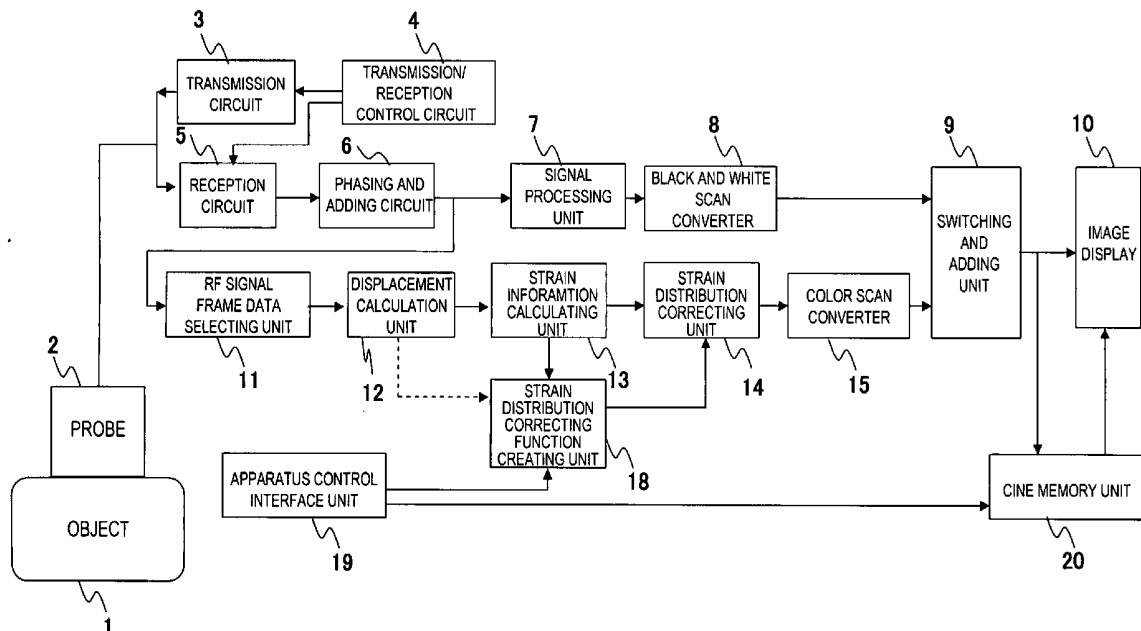 3
TRANSMISSION
CIRCUIT
4
TRANSMISSION/
RECEPTION
CONTROL CIRCUIT
5
RECEPTION
CIRCUIT
6
PHASING AND
ADDING CIRCUIT
7
SIGNAL
PROCESSING
UNIT
8
BLACK AND WHITE
SCAN
CONVERTER
9
SWITCHING
AND
ADDING
UNIT
10
IMAGE
DISPLAY
RF SIGNAL
FRAME DATA
SELECTING UNIT
11
DISPLACEMENT
CALCULATION
UNIT
12
STRAIN
INFORAMTION
CALCULATING
UNIT
13
STRAIN
DISTRIBUTION
CORRECTING
UNIT
14
COLOR SCAN
CONVERTER
15
2
PROBE
OBJECT
1
STRAIN
DISTRIBUTION
CORRECTING
FUNCTION
CREATING UNIT
18
APPARATUS CONTROL
INTERFACE UNIT
19
CINE MEMORY UNIT
20